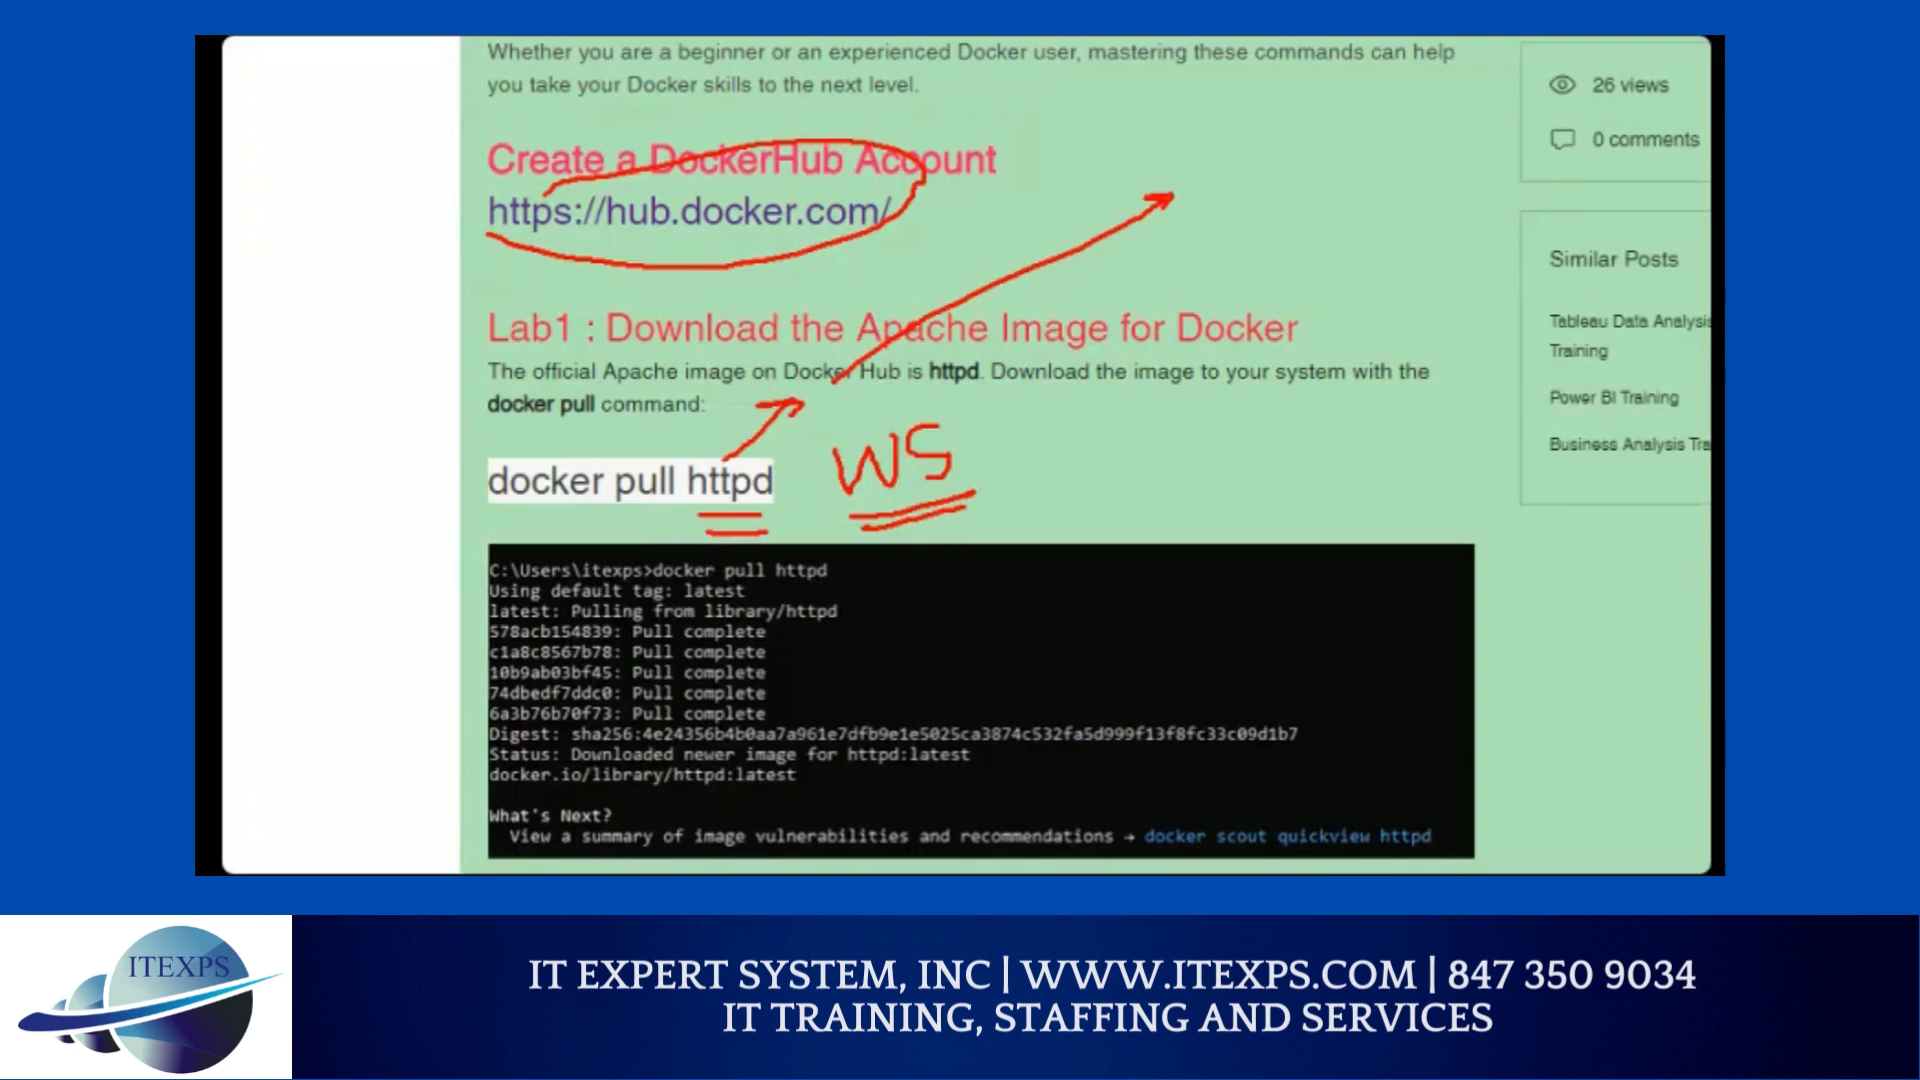 Whether you are a beginner or an experienced Docker user, mastering these commands can help
you take your Docker skills to the next level.
Create a DockerHub Account
https://hub.docker.com/
Lab1 : Download the Apache Image for Docker
The official Apache image on Docker Hub is httpd. Download the image to your system with the
docker pull command:
docker pull httpd
WS
C:\Users\itexps>docker pull httpd
Using default tag: latest
latest: Pulling from library/httpd
578acb154839: Pull complete
c1a8c8567b78: Pull complete
10b9ab03bf45: Pull complete
74dbedf7ddc0: Pull complete
6a3b76b70f73: Pull complete
Digest: sha256:4e24356b4b0aa7a961e7dfb9e1e5025ca3874c532fa5d999f13f8fc33c09d1b7
Status: Downloaded newer image for httpd:latest
docker.io/library/httpd:latest
What's Next?
View a summary of image vulnerabilities and recommendations → docker scout quickview httpd
26 views
0 comments
Similar Posts
Tableau Data Analysis
Training
Power BI Training
Business Analysis Tra
ITEXPS
IT EXPERT SYSTEM, INC | WWW.ITEXPS.COM | 847 350 9034
IT TRAINING, STAFFING AND SERVICES